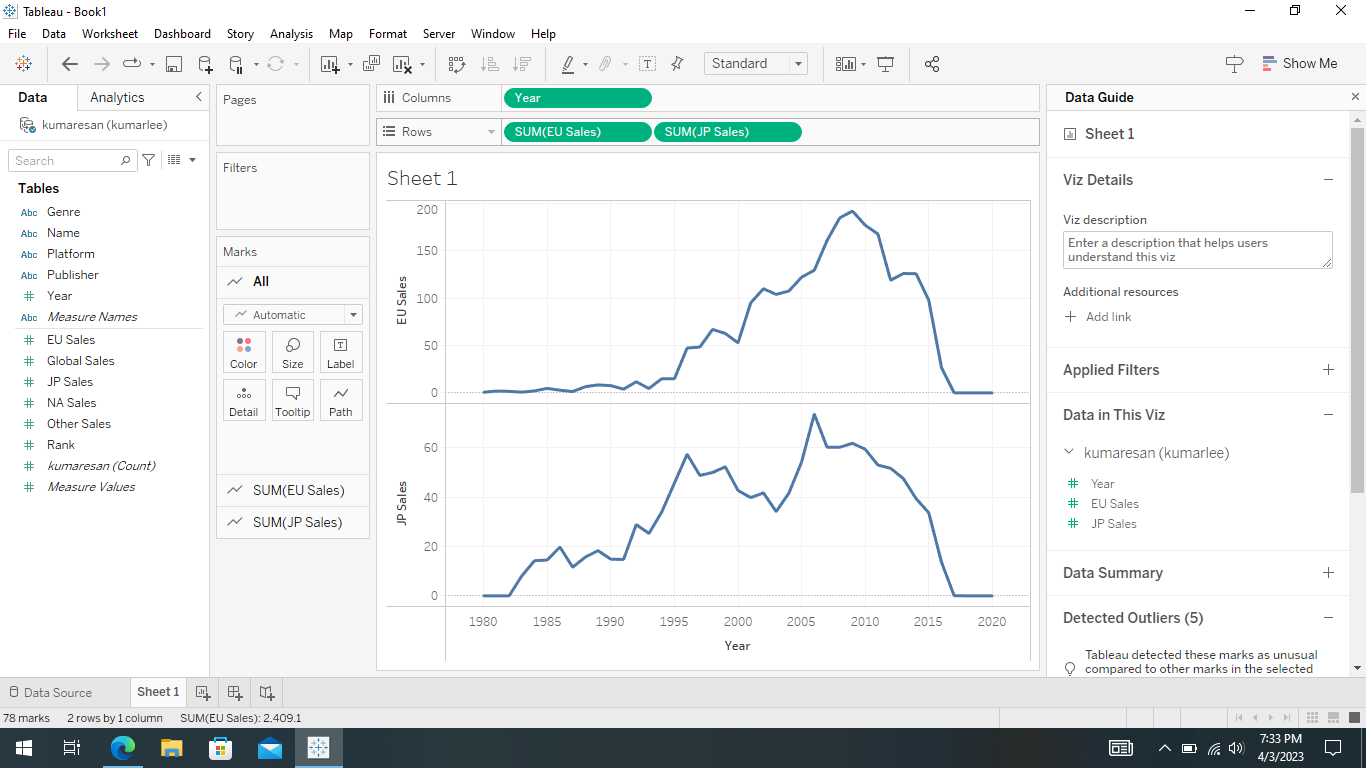 Tableau - Book1
File Data Worksheet Dashboard Story Analysis Map Format Server Window Help
Standard
Show Me
Data Analytics
kumaresan (kumarlee)
Search
Tables
Abc Genre
Abc Name
Abc Platform
Abc Publisher
Year
Abc Measure Names
EU Sales
Global Sales
JP Sales
NA Sales
Other Sales
Rank
kumaresan (Count)
Measure Values
Pages
Filters
Marks
All
Automatic
Color Size Label
Detail Tooltip Path
SUM(EU Sales)
SUM(JP Sales)
Columns Year
Rows SUM(EU Sales) SUM(JP Sales)
Sheet 1
EU Sales
200
150
100
50
0
JP Sales
60
40
20
0
1980 1985 1990 1995 2000 2005 2010 2015 2020
Year
Data Guide
Sheet 1
Viz Details
Viz description
Enter a description that helps users
understand this viz
Additional resources
Add link
Applied Filters
Data in This Viz
kumaresan (kumarlee)
Year
EU Sales
JP Sales
Data Summary
Detected Outliers (5)
Tableau detected these marks as unusual
compared to other marks in the selected
Data Source Sheet 1
78 marks 2 rows by 1 column SUM(EU Sales): 2,409.1
7:33 PM
4/3/2023